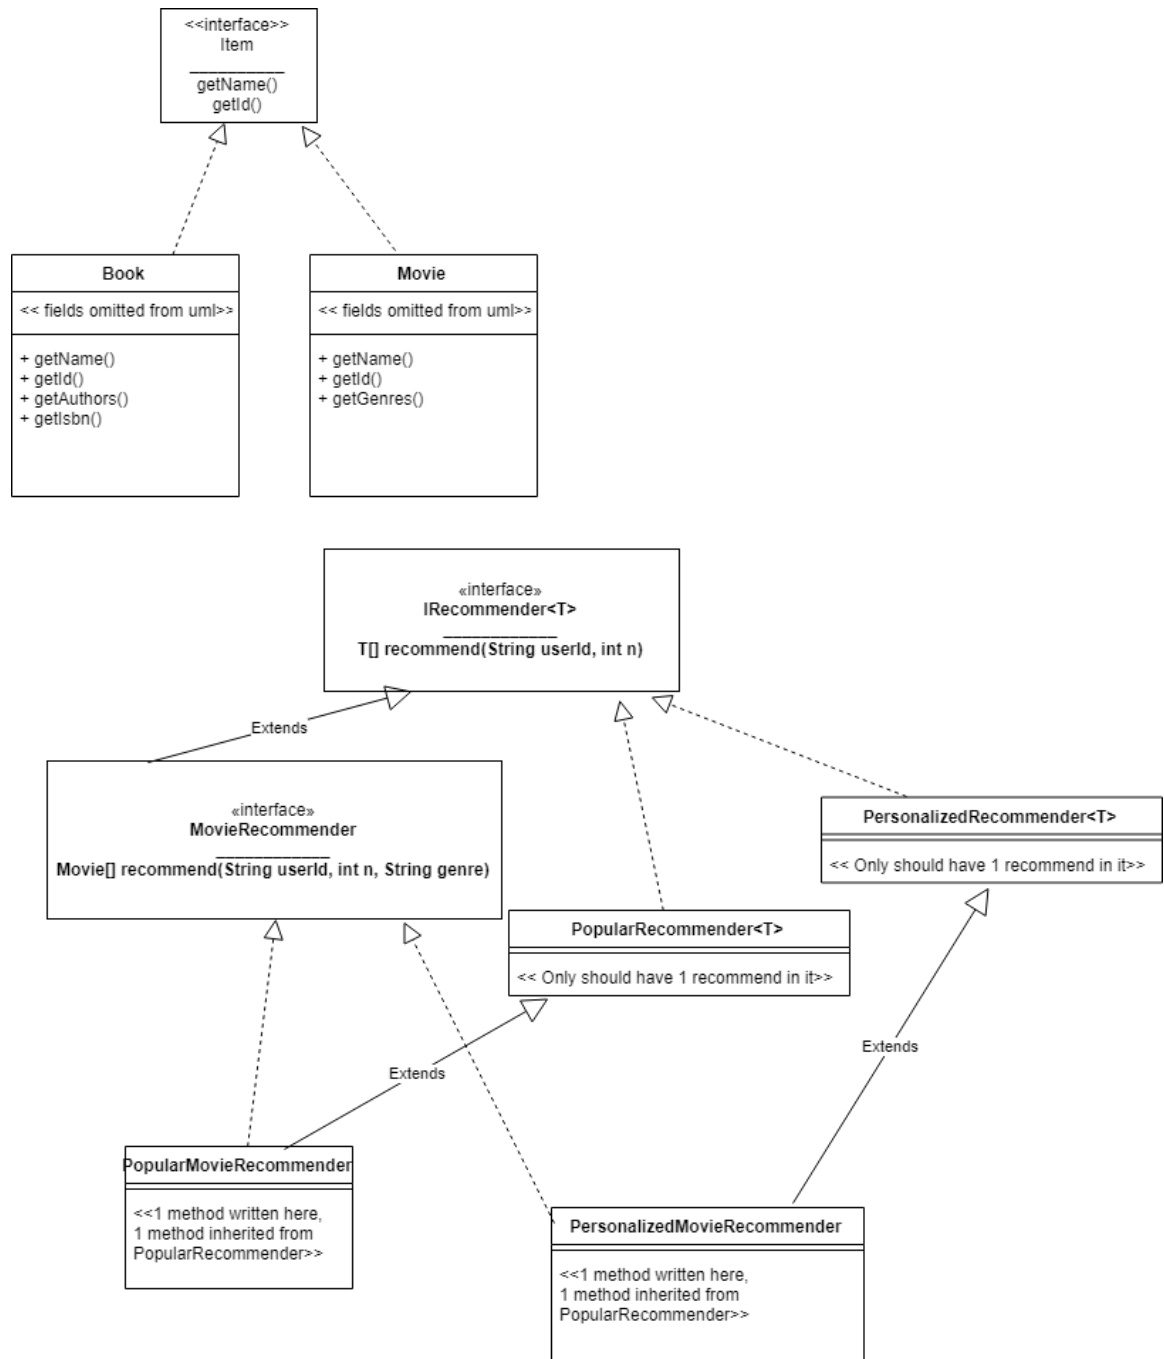 <<interface>>
Item
__________
getName()
getId()
Book
<< fields omitted from uml>>
+ getName()
+ getId()
+ getAuthors()
+ getIsbn()
Movie
<< fields omitted from uml>>
+ getName()
+ getId()
+ getGenres()
«interface»
IRecommender<T>
____________
T[] recommend(String userId, int n)
Extends
«interface»
MovieRecommender
____________
Movie[] recommend(String userId, int n, String genre)
PersonalizedRecommender<T>
<< Only should have 1 recommend in it>>
PopularRecommender<T>
<< Only should have 1 recommend in it>>
Extends
Extends
PopularMovieRecommender
<<1 method written here,
1 method inherited from
PopularRecommender>>
PersonalizedMovieRecommender
<<1 method written here,
1 method inherited from
PopularRecommender>>